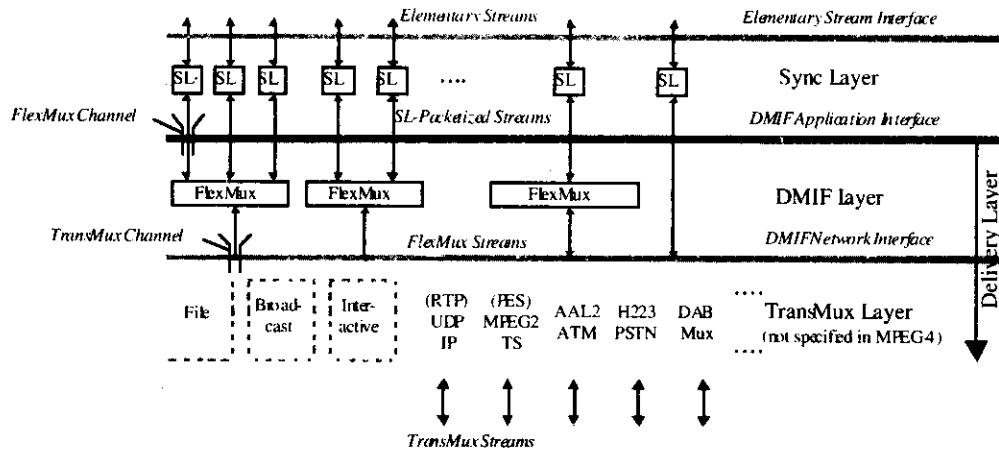 Elementary Streams
Elementary Stream Interface
SL SL SL SL SL .... SL SL
Sync Layer
FlexMux Channel
SL-Packetized Streams
DMIF Application Interface
FlexMux FlexMux FlexMux
DMIF Layer
TransMux Channel
FlexMux Streams
DMIF Network Interface
Delivery Layer
File
Broad-
cast
Inter-
active
(RTP)
UDP
IP
(PES)
MPEG2
TS
AAL2
ATM
H223
PSTN
DAB
Mux
....
....
TransMux Layer
(not specified in MPEG-4)
TransMux Streams